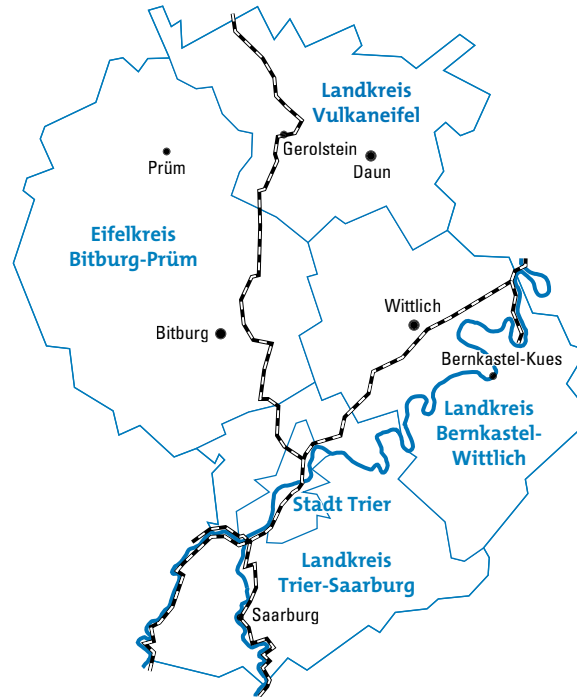 Landkreis
Vulkaneifel
Gerolstein
Prüm
Daun
Eifelkreis
Bitburg-Prüm
Wittlich
Bitburg
Bernkastel-Kues
Landkreis
Bernkastel-
Wittlich
Stadt Trier
Landkreis
Trier-Saarburg
Saarburg